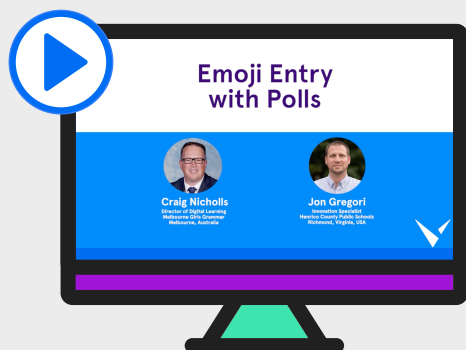 Emoji Entry
with Polls
Craig Nicholls
Director of Digital Learning
Melbourne Girls Grammar
Melbourne, Australia
Jon Gregori
Innovation Specialist
Henrico County Public Schools
Richmond, Virginia, USA